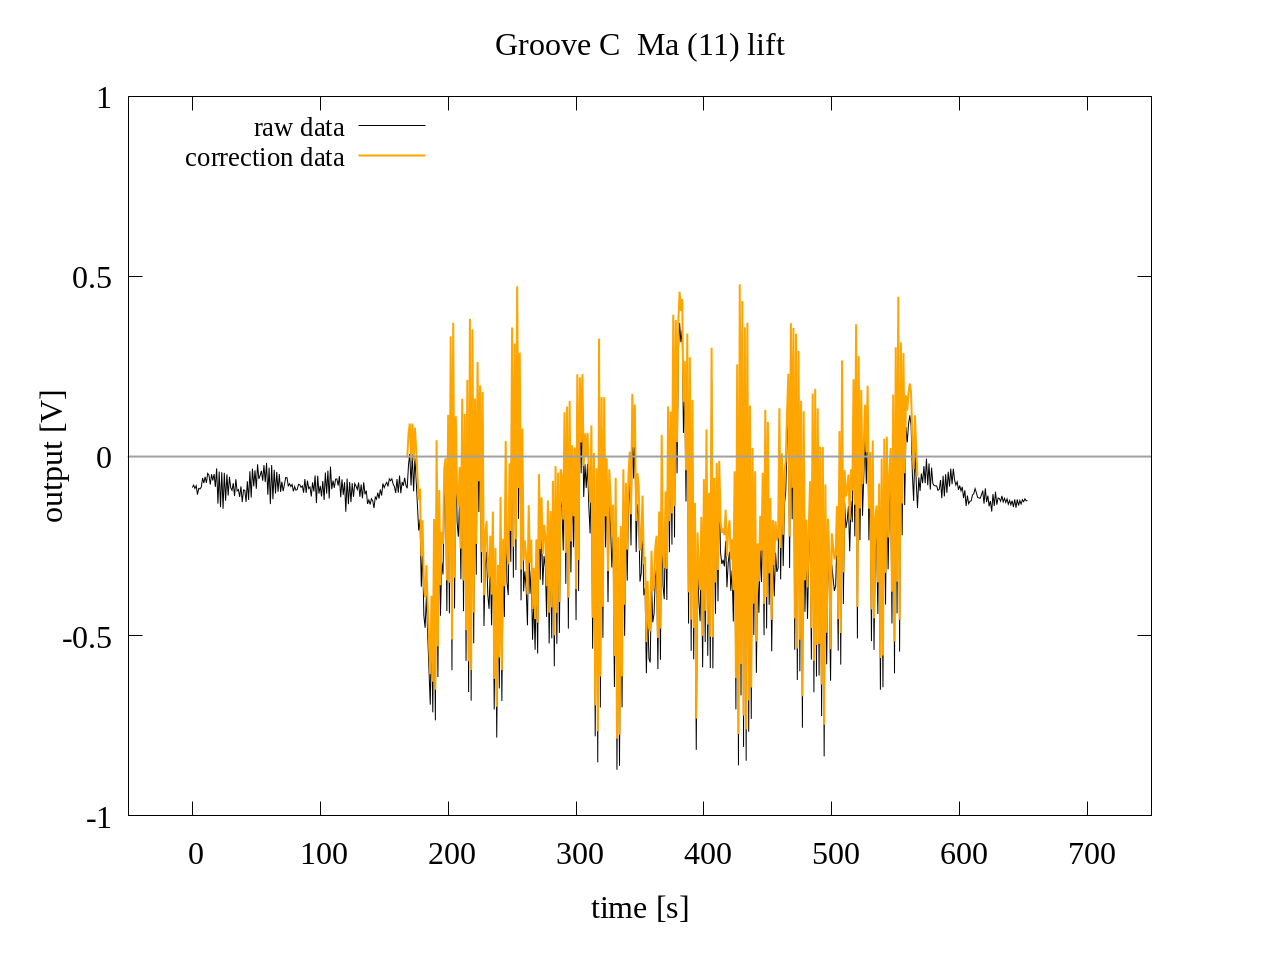 Groove C  Ma (11) lift
raw data
correction data
1
0.5
0
-0.5
-1
output [V]
0 100 200 300 400 500 600 700
time [s]